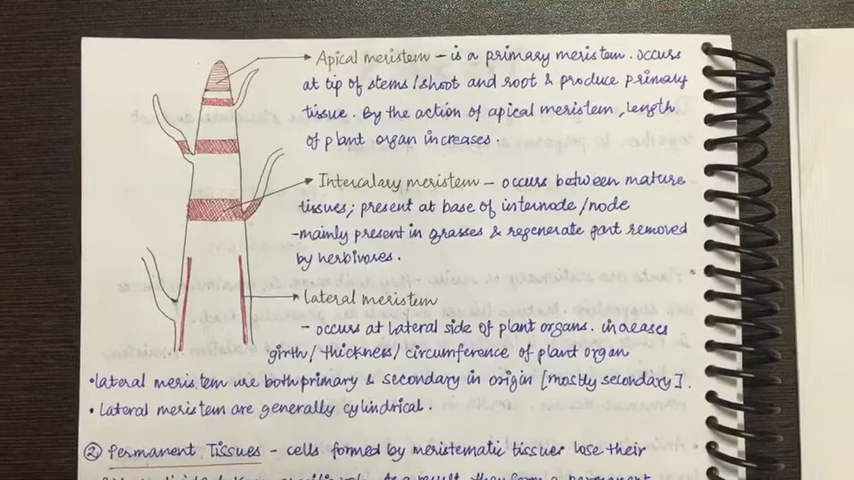 Apical meristem - is a primary meristem. occurs
at tip of stems/shoot and root & produce primary
tissue. By the action of apical meristem, length
of plant organ increases.
Intercalary meristem - occurs between mature
tissues; present at base of internode/node
-mainly present in grasses & regenerate part removed
by herbivores.
lateral meristem
- occurs at lateral side of plant organs. increases
girth/ thickness/ circumference of plant organ
•lateral meristem are both primary & secondary in origin [mostly secondary].
• Lateral meristem are generally cylindrical.
② Permanent Tissues - cells formed by meristematic tissue lose their